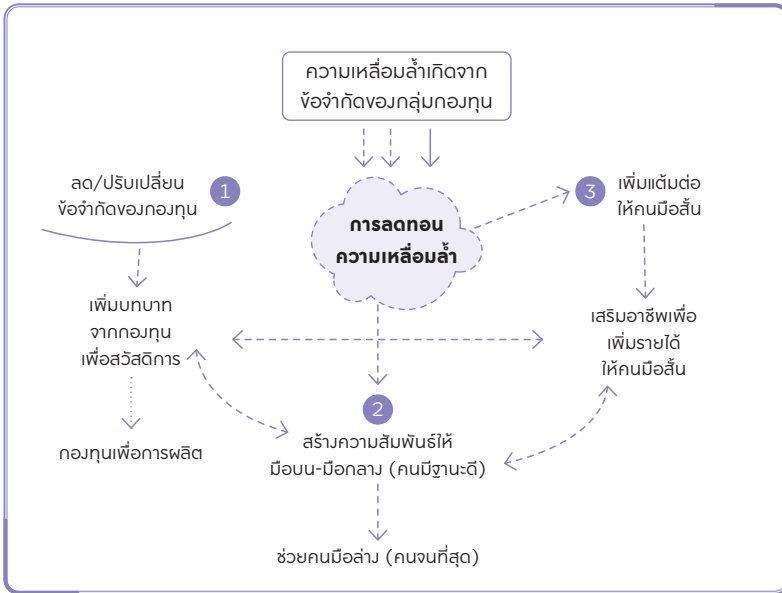 ความเหลื่อมล้ำเกิดจาก
ข้อจำกัดของกลุ่มกองทุน
ลด/ปรับเปลี่ยน
ข้อจำกัดของกองทุน
1
การลดทอน
ความเหลื่อมล้ำ
3
เพิ่มแต้มต่อ
ให้คนมือสั้น
เพิ่มบทบาท
จากกองทุน
เพื่อสวัสดิการ
เสริมอาชีพเพื่อ
เพิ่มรายได้
ให้คนมือสั้น
กองทุนเพื่อการผลิต
2
สร้างความสัมพันธ์ให้
มือบน-มือกลาง (คนมีฐานะดี)
ช่วยคนมือล่าง (คนจนที่สุด)